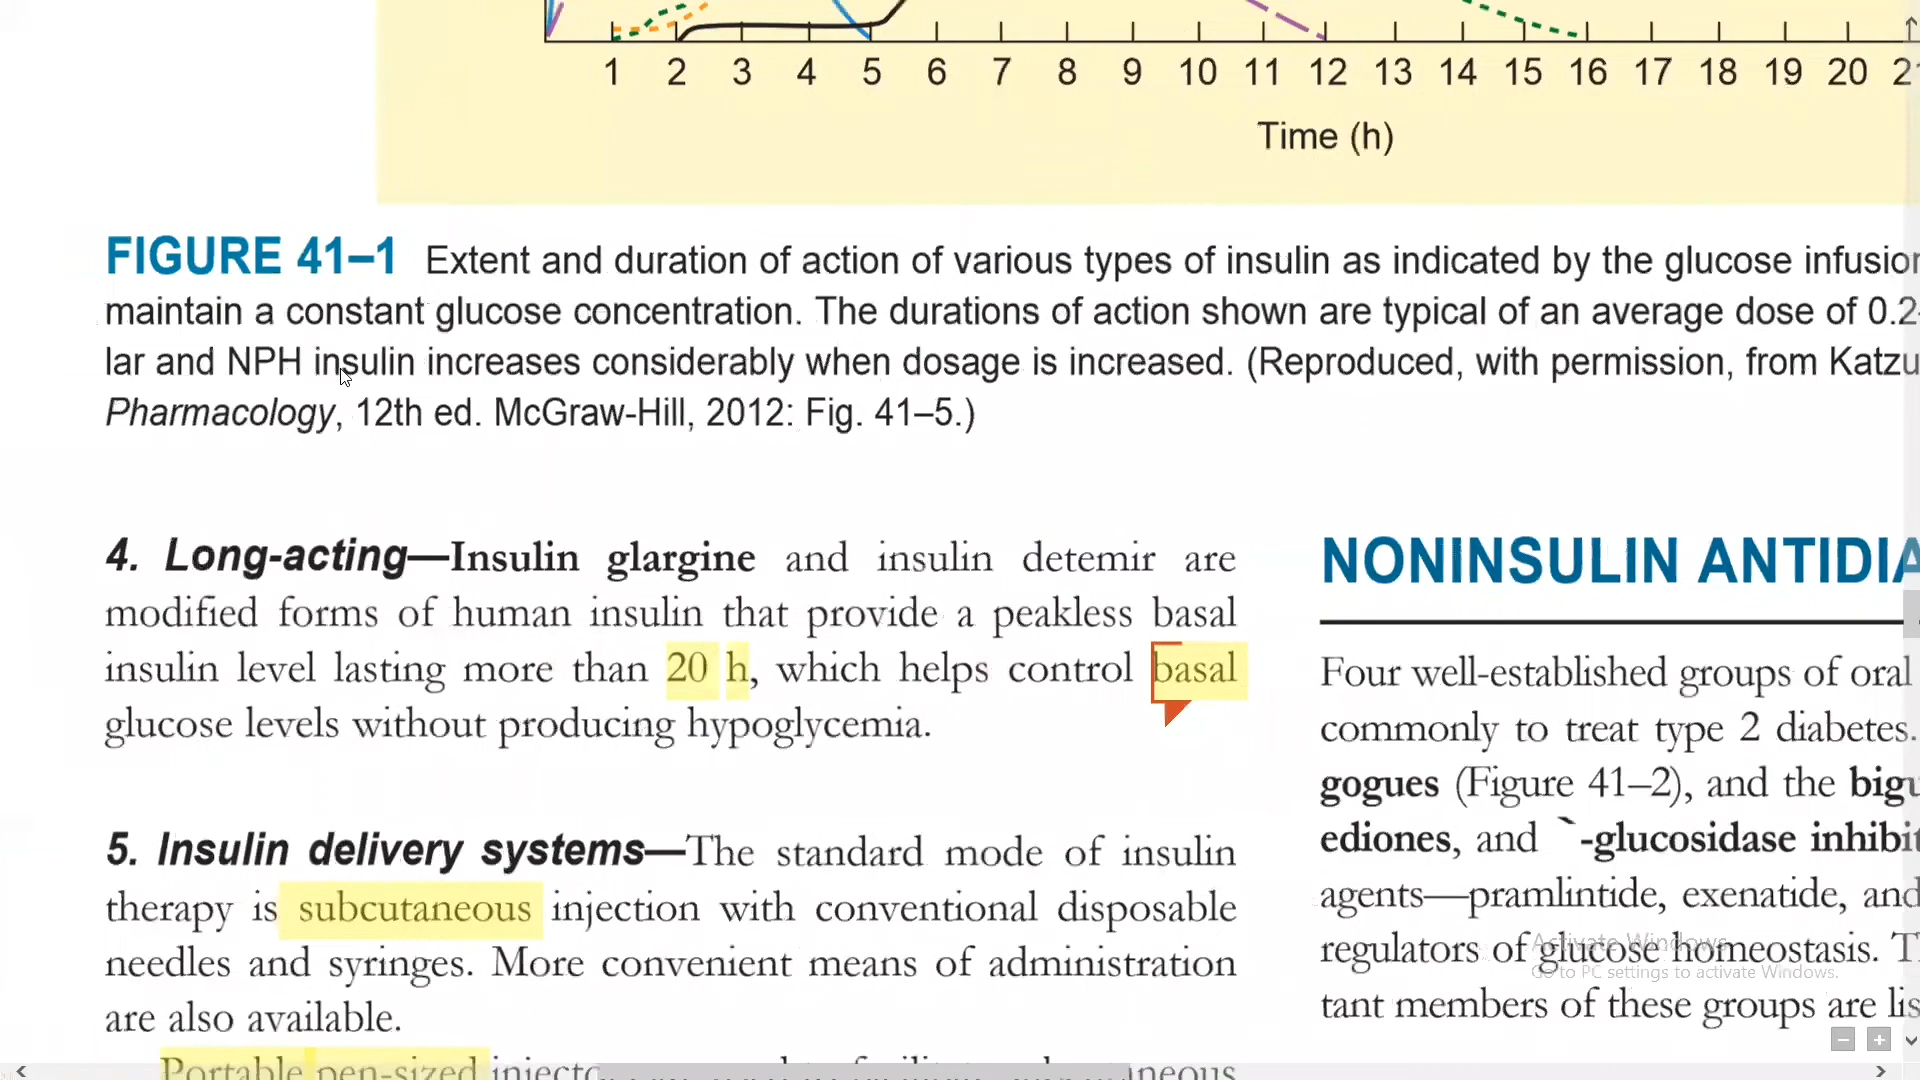 1 2 3 4 5 6 7 8 9 10 11 12 13 14 15 16 17 18 19 20
Time (h)
FIGURE 41–1 Extent and duration of action of various types of insulin as indicated by the glucose infusion
maintain a constant glucose concentration. The durations of action shown are typical of an average dose of 0.2–
lar and NPH insulin increases considerably when dosage is increased. (Reproduced, with permission, from Katzu
Pharmacology, 12th ed. McGraw-Hill, 2012: Fig. 41–5.)
4. Long-acting—Insulin glargine and insulin detemir are
modified forms of human insulin that provide a peakless basal
insulin level lasting more than 20 h, which helps control basal
glucose levels without producing hypoglycemia.
5. Insulin delivery systems—The standard mode of insulin
therapy is subcutaneous injection with conventional disposable
needles and syringes. More convenient means of administration
are also available.
Portable pen-sized
NONINSULIN ANTIDIA
Four well-established groups of oral
commonly to treat type 2 diabetes.
gogues (Figure 41–2), and the bigu
ediones, and `-glucosidase inhibit
agents—pramlintide, exenatide, and
regulators of glucose homeostasis. T
tant members of these groups are lis
Activate Windows
Go to PC settings to activate Windows.